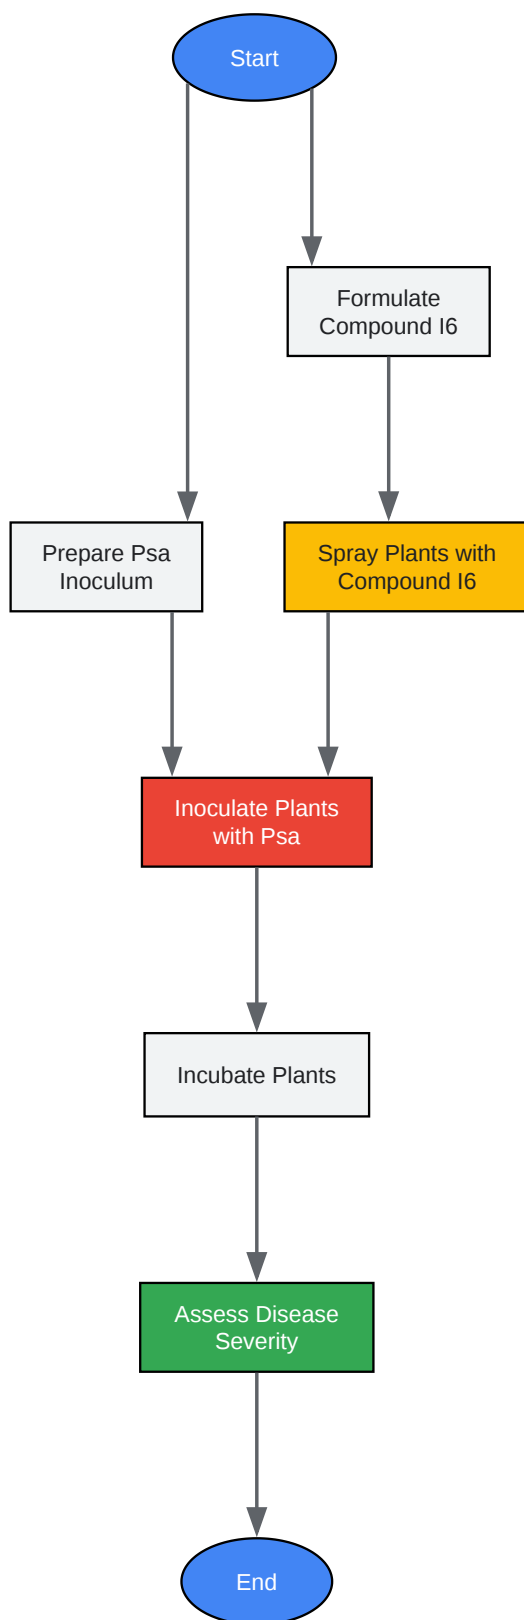 Start
Formulate
Compound I6
Prepare Psa
Inoculum
Spray Plants with
Compound I6
Inoculate Plants
with Psa
Incubate Plants
Assess Disease
Severity
End